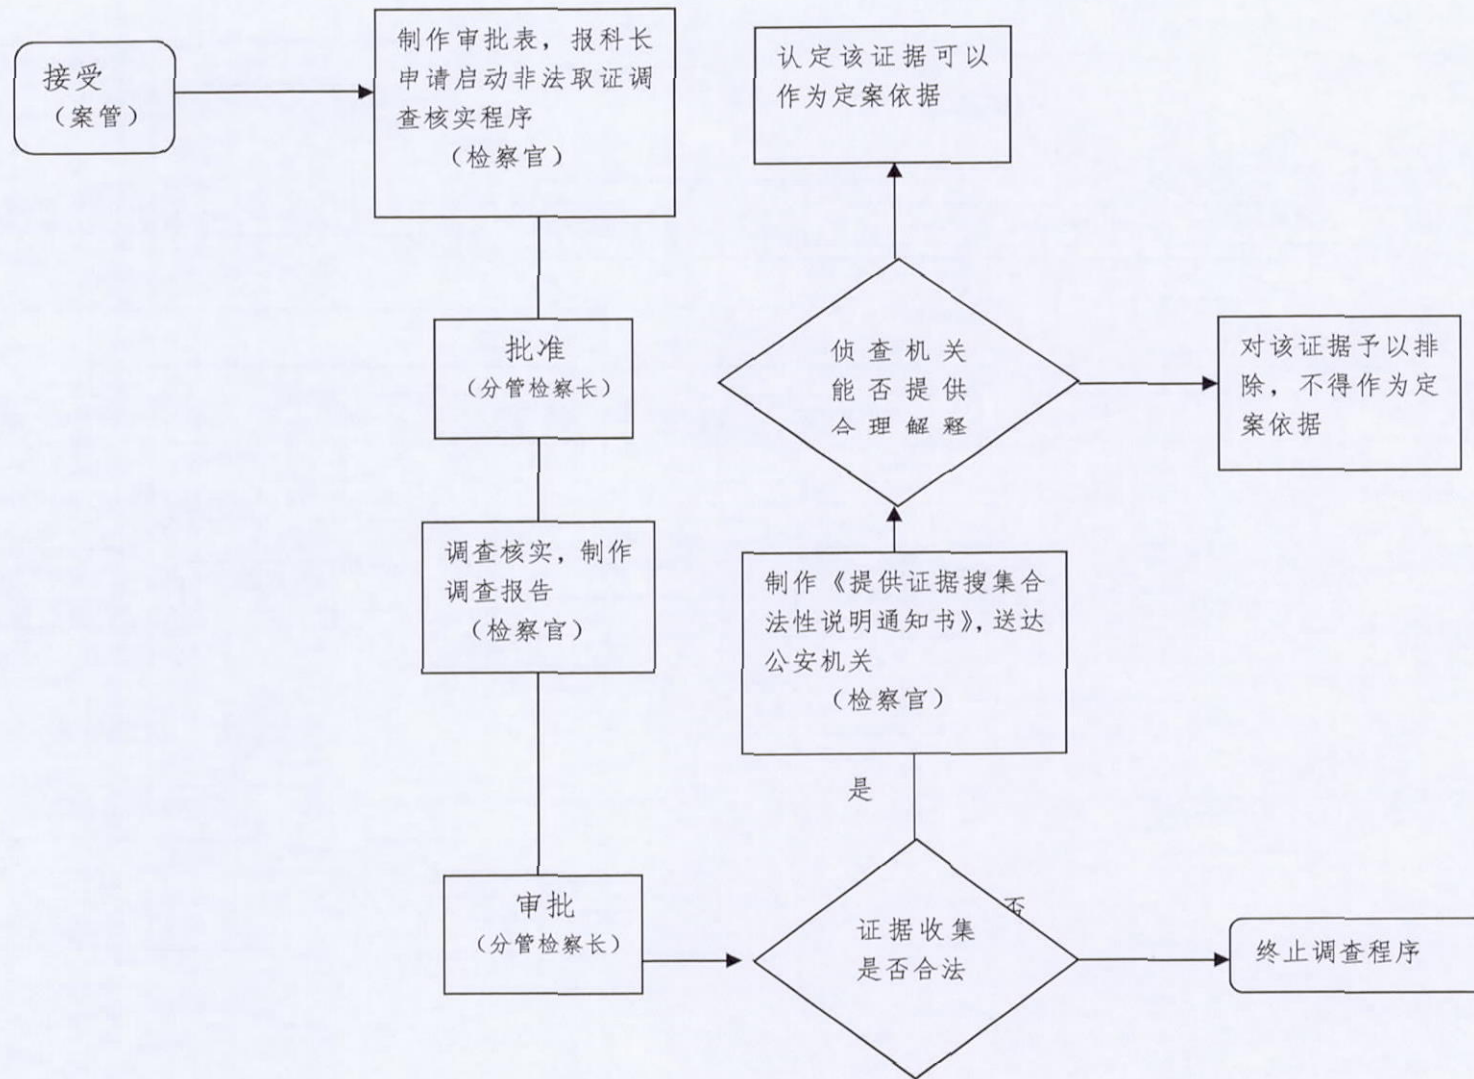 接受
（案管）
制作审批表，报科长
申请启动非法取证调
查核实程序
（检察官）
批准
（分管检察长）
调查核实，制作
调查报告
（检察官）
审批
（分管检察长）
证据收集
是否合法
否
终止调查程序
是
制作《提供证据搜集合
法性说明通知书》，送达
公安机关
（检察官）
侦查机关
能否提供
合理解释
对该证据予以排
除，不得作为定
案依据
认定该证据可以
作为定案依据